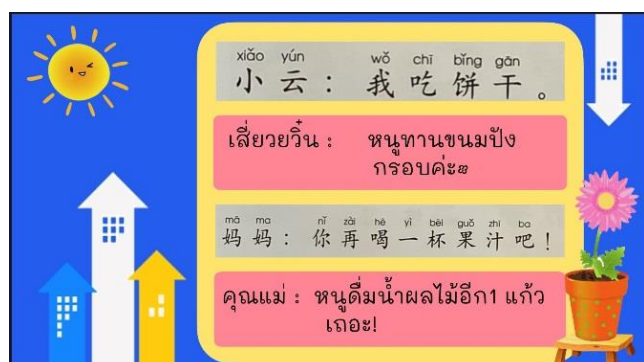 xiǎo yún wǒ chī bǐng gān
小云：我吃饼干。
เสี่ยวยวิ๋น : หนูทานขนมปัง
กรอบค่ะ
mā ma nǐ zài hē yì bēi guǒ zhī ba
妈妈：你再喝一杯果汁吧！
คุณแม่ : หนูดื่มน้ำผลไม้อีก1 แก้ว
เถอะ!